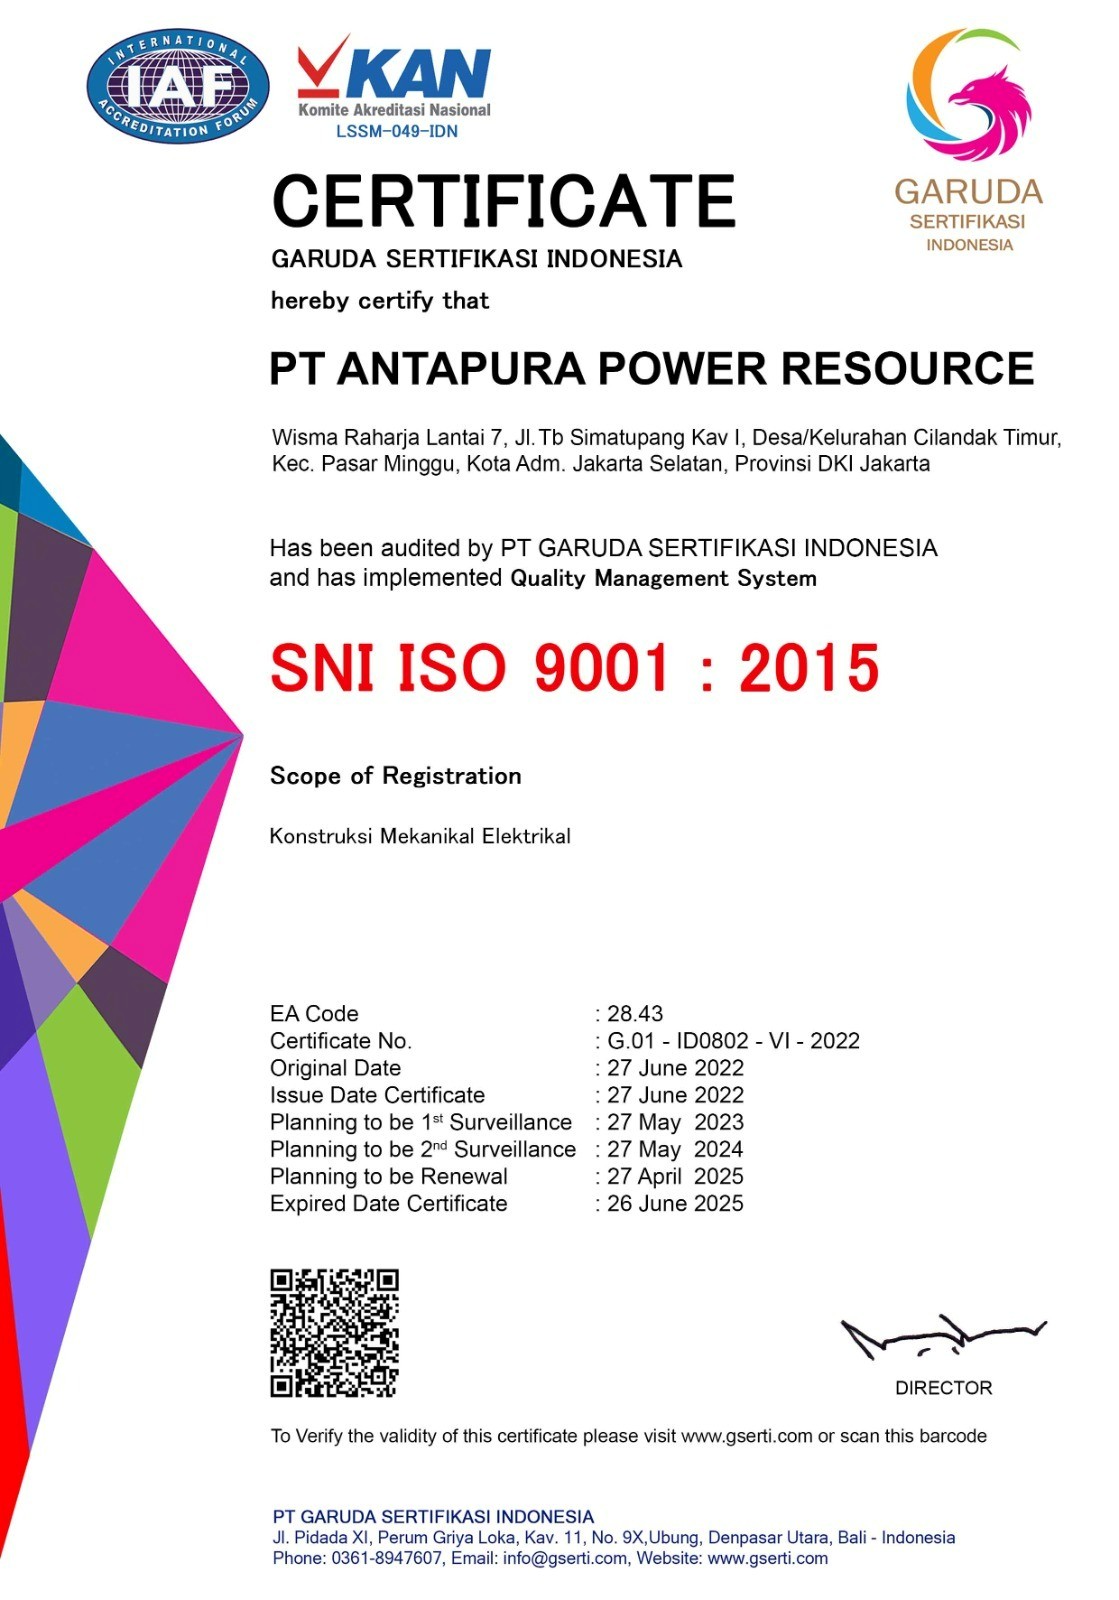 INTERNATIONAL
IAF
ACCREDITATION FORUM
KAN
Komite Akreditasi Nasional
LSSM-049-IDN
GARUDA
SERTIFIKASI
INDONESIA
CERTIFICATE
GARUDA SERTIFIKASI INDONESIA
hereby certify that
PT ANTAPURA POWER RESOURCE
Wisma Raharja Lantai 7, Jl. Tb Simatupang Kav I, Desa/Kelurahan Cilandak Timur,
Kec. Pasar Minggu, Kota Adm. Jakarta Selatan, Provinsi DKI Jakarta
Has been audited by PT GARUDA SERTIFIKASI INDONESIA
and has implemented Quality Management System
SNI ISO 9001 : 2015
Scope of Registration
Konstruksi Mekanikal Elektrikal
EA Code : 28.43
Certificate No. : G.01 - ID0802 - VI - 2022
Original Date : 27 June 2022
Issue Date Certificate : 27 June 2022
Planning to be 1st Surveillance : 27 May 2023
Planning to be 2nd Surveillance : 27 May 2024
Planning to be Renewal : 27 April 2025
Expired Date Certificate : 26 June 2025
DIRECTOR
To Verify the validity of this certificate please visit www.gserti.com or scan this barcode
PT GARUDA SERTIFIKASI INDONESIA
Jl. Pidada XI, Perum Griya Loka, Kav. 11, No. 9X,Ubung, Denpasar Utara, Bali - Indonesia
Phone: 0361-8947607, Email: info@gserti.com, Website: www.gserti.com